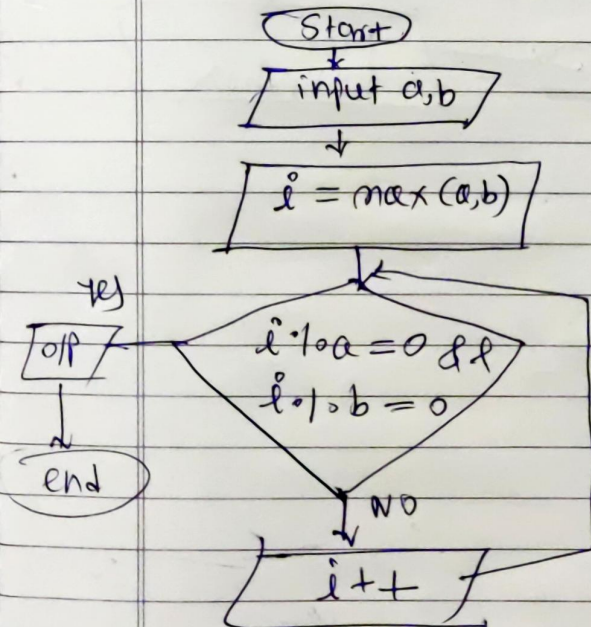 Start
input a,b
i = max (a,b)
Yes
i % a = 0 &&
i % b = 0
O/P
end
NO
i++